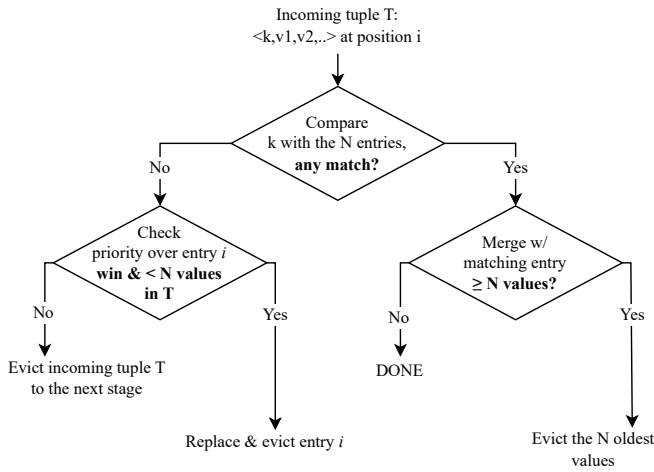 Incoming tuple T:
<k,v1,v2,..> at position i
Compare
k with the N entries,
any match?
No
Yes
Check
priority over entry i
win & < N values
in T
Merge w/
matching entry
≥ N values?
No
Yes
No
Yes
Evict incoming tuple T
to the next stage
DONE
Replace & evict entry i
Evict the N oldest
values